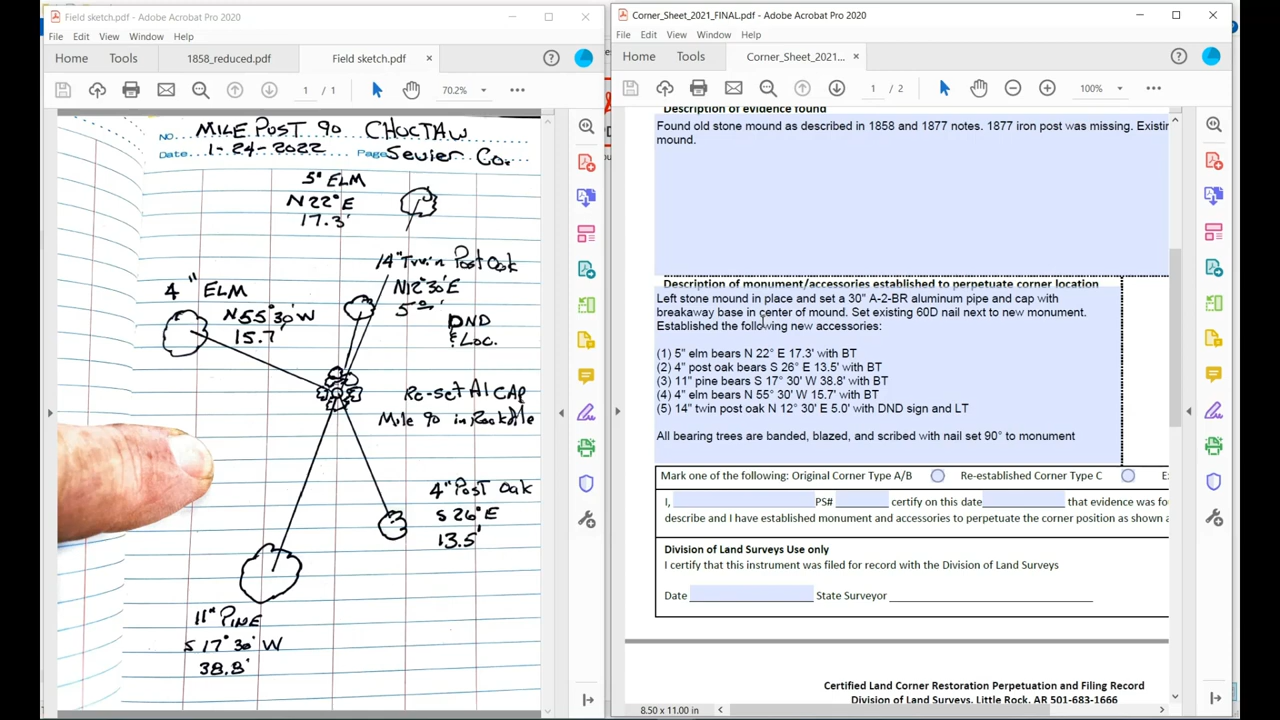 Field sketch.pdf - Adobe Acrobat Pro 2020
File Edit View Window Help
Home Tools 1858_reduced.pdf Field sketch.pdf ×
1 / 1 70.2%
NO. MILE POST 90 CHOCTAW
Date 1-24-2022 Page Sevier Co.
5" ELM
N22°E
17.3'
14" Twin Post Oak
N12°30'E
DND
& Loc.
4" ELM
N55°30'W
15.7'
Re-set Al CAP
Mile 90 in RockPile
4" Post Oak
S 26°E
13.5'
11" PINE
S 17°30' W
38.8'
Corner_Sheet_2021_FINAL.pdf - Adobe Acrobat Pro 2020
File Edit View Window Help
Home Tools Corner_Sheet_2021... ×
1 / 2 100%
Description of evidence found
Found old stone mound as described in 1858 and 1877 notes. 1877 iron post was missing. Existin
mound.
Description of monument/accessories established to perpetuate corner location
Left stone mound in place and set a 30" A-2-BR aluminum pipe and cap with
breakaway base in center of mound. Set existing 60D nail next to new monument.
Established the following new accessories:
(1) 5" elm bears N 22° E 17.3' with BT
(2) 4" post oak bears S 26° E 13.5' with BT
(3) 11" pine bears S 17° 30' W 38.8' with BT
(4) 4" elm bears N 55° 30' W 15.7' with BT
(5) 14" twin post oak N 12° 30' E 5.0' with DND sign and LT
All bearing trees are banded, blazed, and scribed with nail set 90° to monument
Mark one of the following: Original Corner Type A/B Re-established Corner Type C E
I, PS# certify on this date that evidence was fo
describe and I have established monument and accessories to perpetuate the corner position as shown a
Division of Land Surveys Use only
I certify that this instrument was filed for record with the Division of Land Surveys
Date State Surveyor
Certified Land Corner Restoration Perpetuation and Filing Record
Division of Land Surveys, Little Rock, AR 501-683-1666
8.50 x 11.00 in